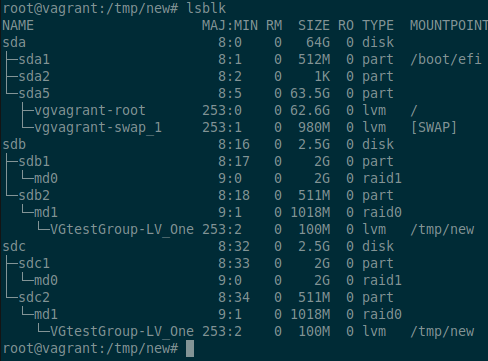 root@vagrant:/tmp/new# lsblk
NAME                      MAJ:MIN RM  SIZE RO TYPE  MOUNTPOINT
sda                         8:0    0   64G  0 disk
├─sda1                      8:1    0  512M  0 part  /boot/efi
├─sda2                      8:2    0    1K  0 part
└─sda5                      8:5    0 63.5G  0 part
  ├─vgvagrant-root        253:0    0 62.6G  0 lvm   /
  └─vgvagrant-swap_1      253:1    0  980M  0 lvm   [SWAP]
sdb                         8:16   0  2.5G  0 disk
├─sdb1                      8:17   0    2G  0 part
│ └─md0                     9:0    0    2G  0 raid1
└─sdb2                      8:18   0  511M  0 part
  └─md1                     9:1    0 1018M  0 raid0
    └─VGtestGroup-LV_One  253:2    0  100M  0 lvm   /tmp/new
sdc                         8:32   0  2.5G  0 disk
├─sdc1                      8:33   0    2G  0 part
│ └─md0                     9:0    0    2G  0 raid1
└─sdc2                      8:34   0  511M  0 part
  └─md1                     9:1    0 1018M  0 raid0
    └─VGtestGroup-LV_One  253:2    0  100M  0 lvm   /tmp/new
root@vagrant:/tmp/new#